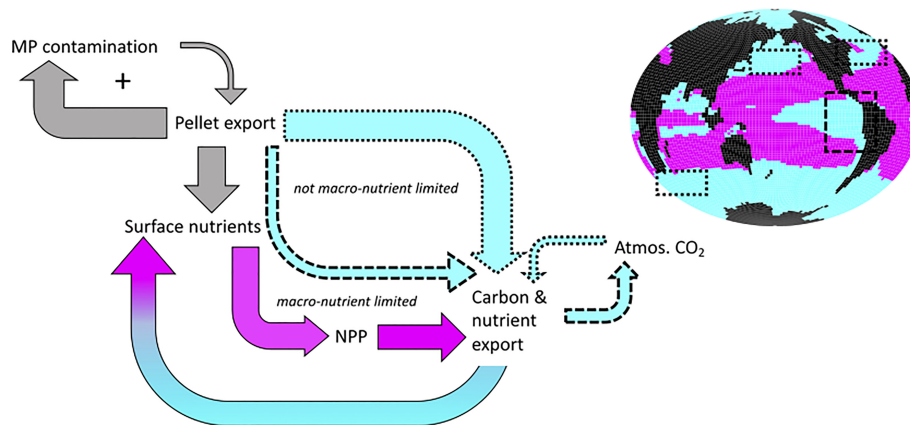 MP contamination
+
Pellet export
not macro-nutrient limited
Surface nutrients
Atmos. CO₂
macro-nutrient limited
Carbon &
nutrient
export
NPP